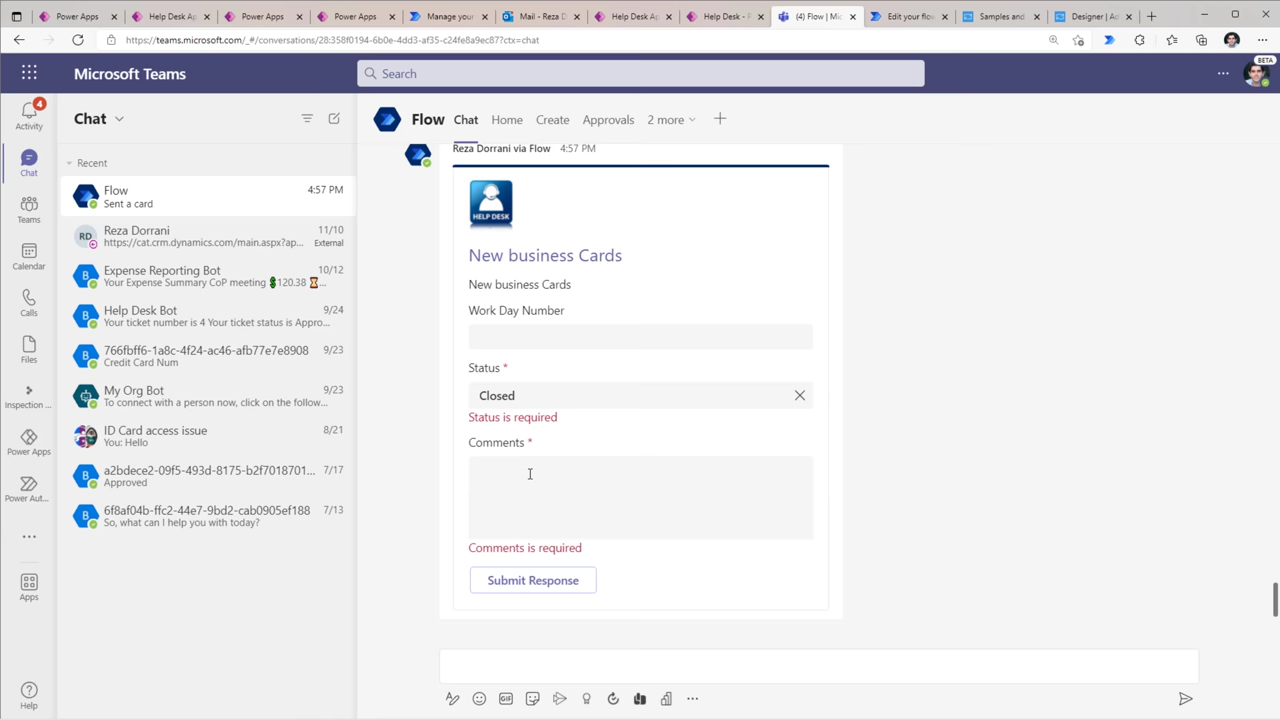 Power Apps
Help Desk Ap
Power Apps
Power Apps
Manage your
Mail - Reza D
Help Desk Ap
Help Desk - P
(4) Flow | Mic
Edit your flow
Samples and
Designer | Ad
https://teams.microsoft.com/_#/conversations/28:358f0194-6b0e-4dd3-af35-c24fe8a9ec87?ctx=chat
Microsoft Teams
Search
BETA
4
Activity
Chat
Teams
Calendar
Calls
Files
Inspection ...
Power Apps
Power Aut...
Apps
Help
Chat
Recent
Flow 4:57 PM
Sent a card
RD
Reza Dorrani 11/10
https://cat.crm.dynamics.com/main.aspx?ap... External
B
Expense Reporting Bot 10/12
Your Expense Summary CoP meeting 💲120.38 ⏳...
B
Help Desk Bot 9/24
Your ticket number is 4 Your ticket status is Appro...
B
766fbff6-1a8c-4f24-ac46-afb77e7e8908 9/23
Credit Card Num
My Org Bot 9/23
To connect with a person now, click on the follow...
ID Card access issue 8/21
You: Hello
B
a2bdece2-09f5-493d-8175-b2f7018701... 7/17
Approved
B
6f8af04b-ffc2-44e7-9bd2-cab0905ef188 7/13
So, what can I help you with today?
Flow Chat Home Create Approvals 2 more
Reza Dorrani via Flow 4:57 PM
HELP DESK
New business Cards
New business Cards
Work Day Number
Status *
Closed
Status is required
Comments *
Comments is required
Submit Response
GIF